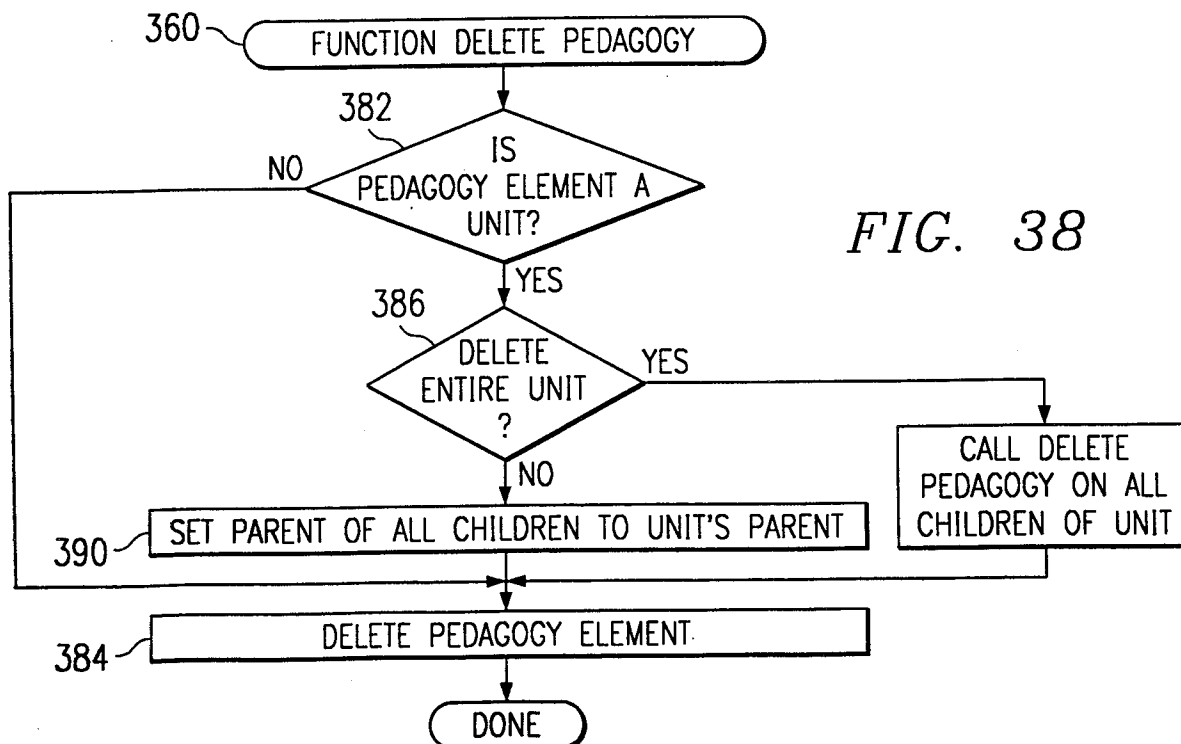 360
FUNCTION DELETE PEDAGOGY
382
NO
IS
PEDAGOGY ELEMENT A
UNIT?
FIG. 38
YES
386
DELETE
ENTIRE UNIT
?
YES
NO
CALL DELETE
PEDAGOGY ON ALL
CHILDREN OF UNIT
390
SET PARENT OF ALL CHILDREN TO UNIT'S PARENT
384
DELETE PEDAGOGY ELEMENT
DONE